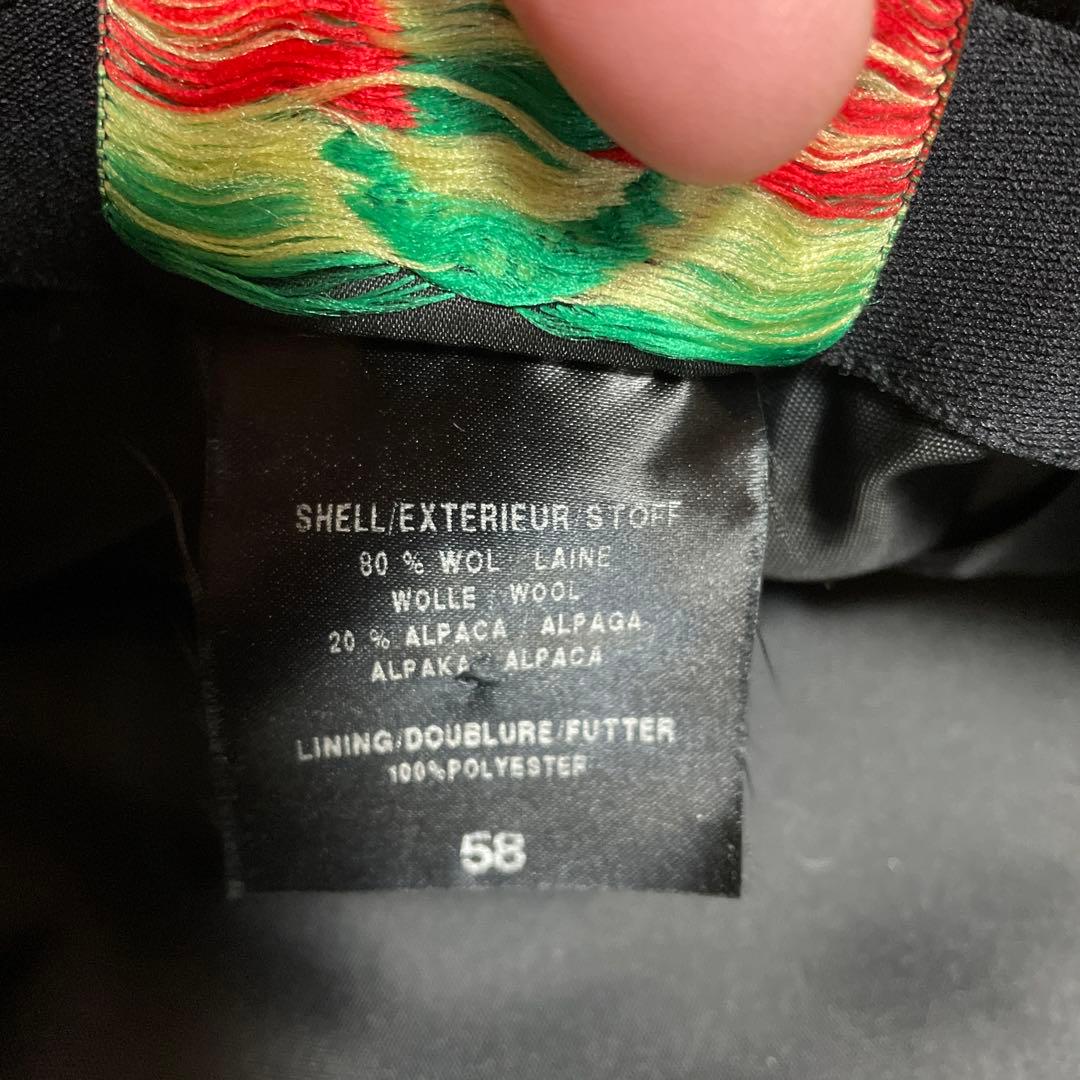 SHELL/EXTERIEUR STOFF
80 % WOL LAINE
WOLLE WOOL
20 % ALPACA ALPAGA
ALPAKA ALPACA
LINING/DOUBLURE/FUTTER
100%POLYESTER
58